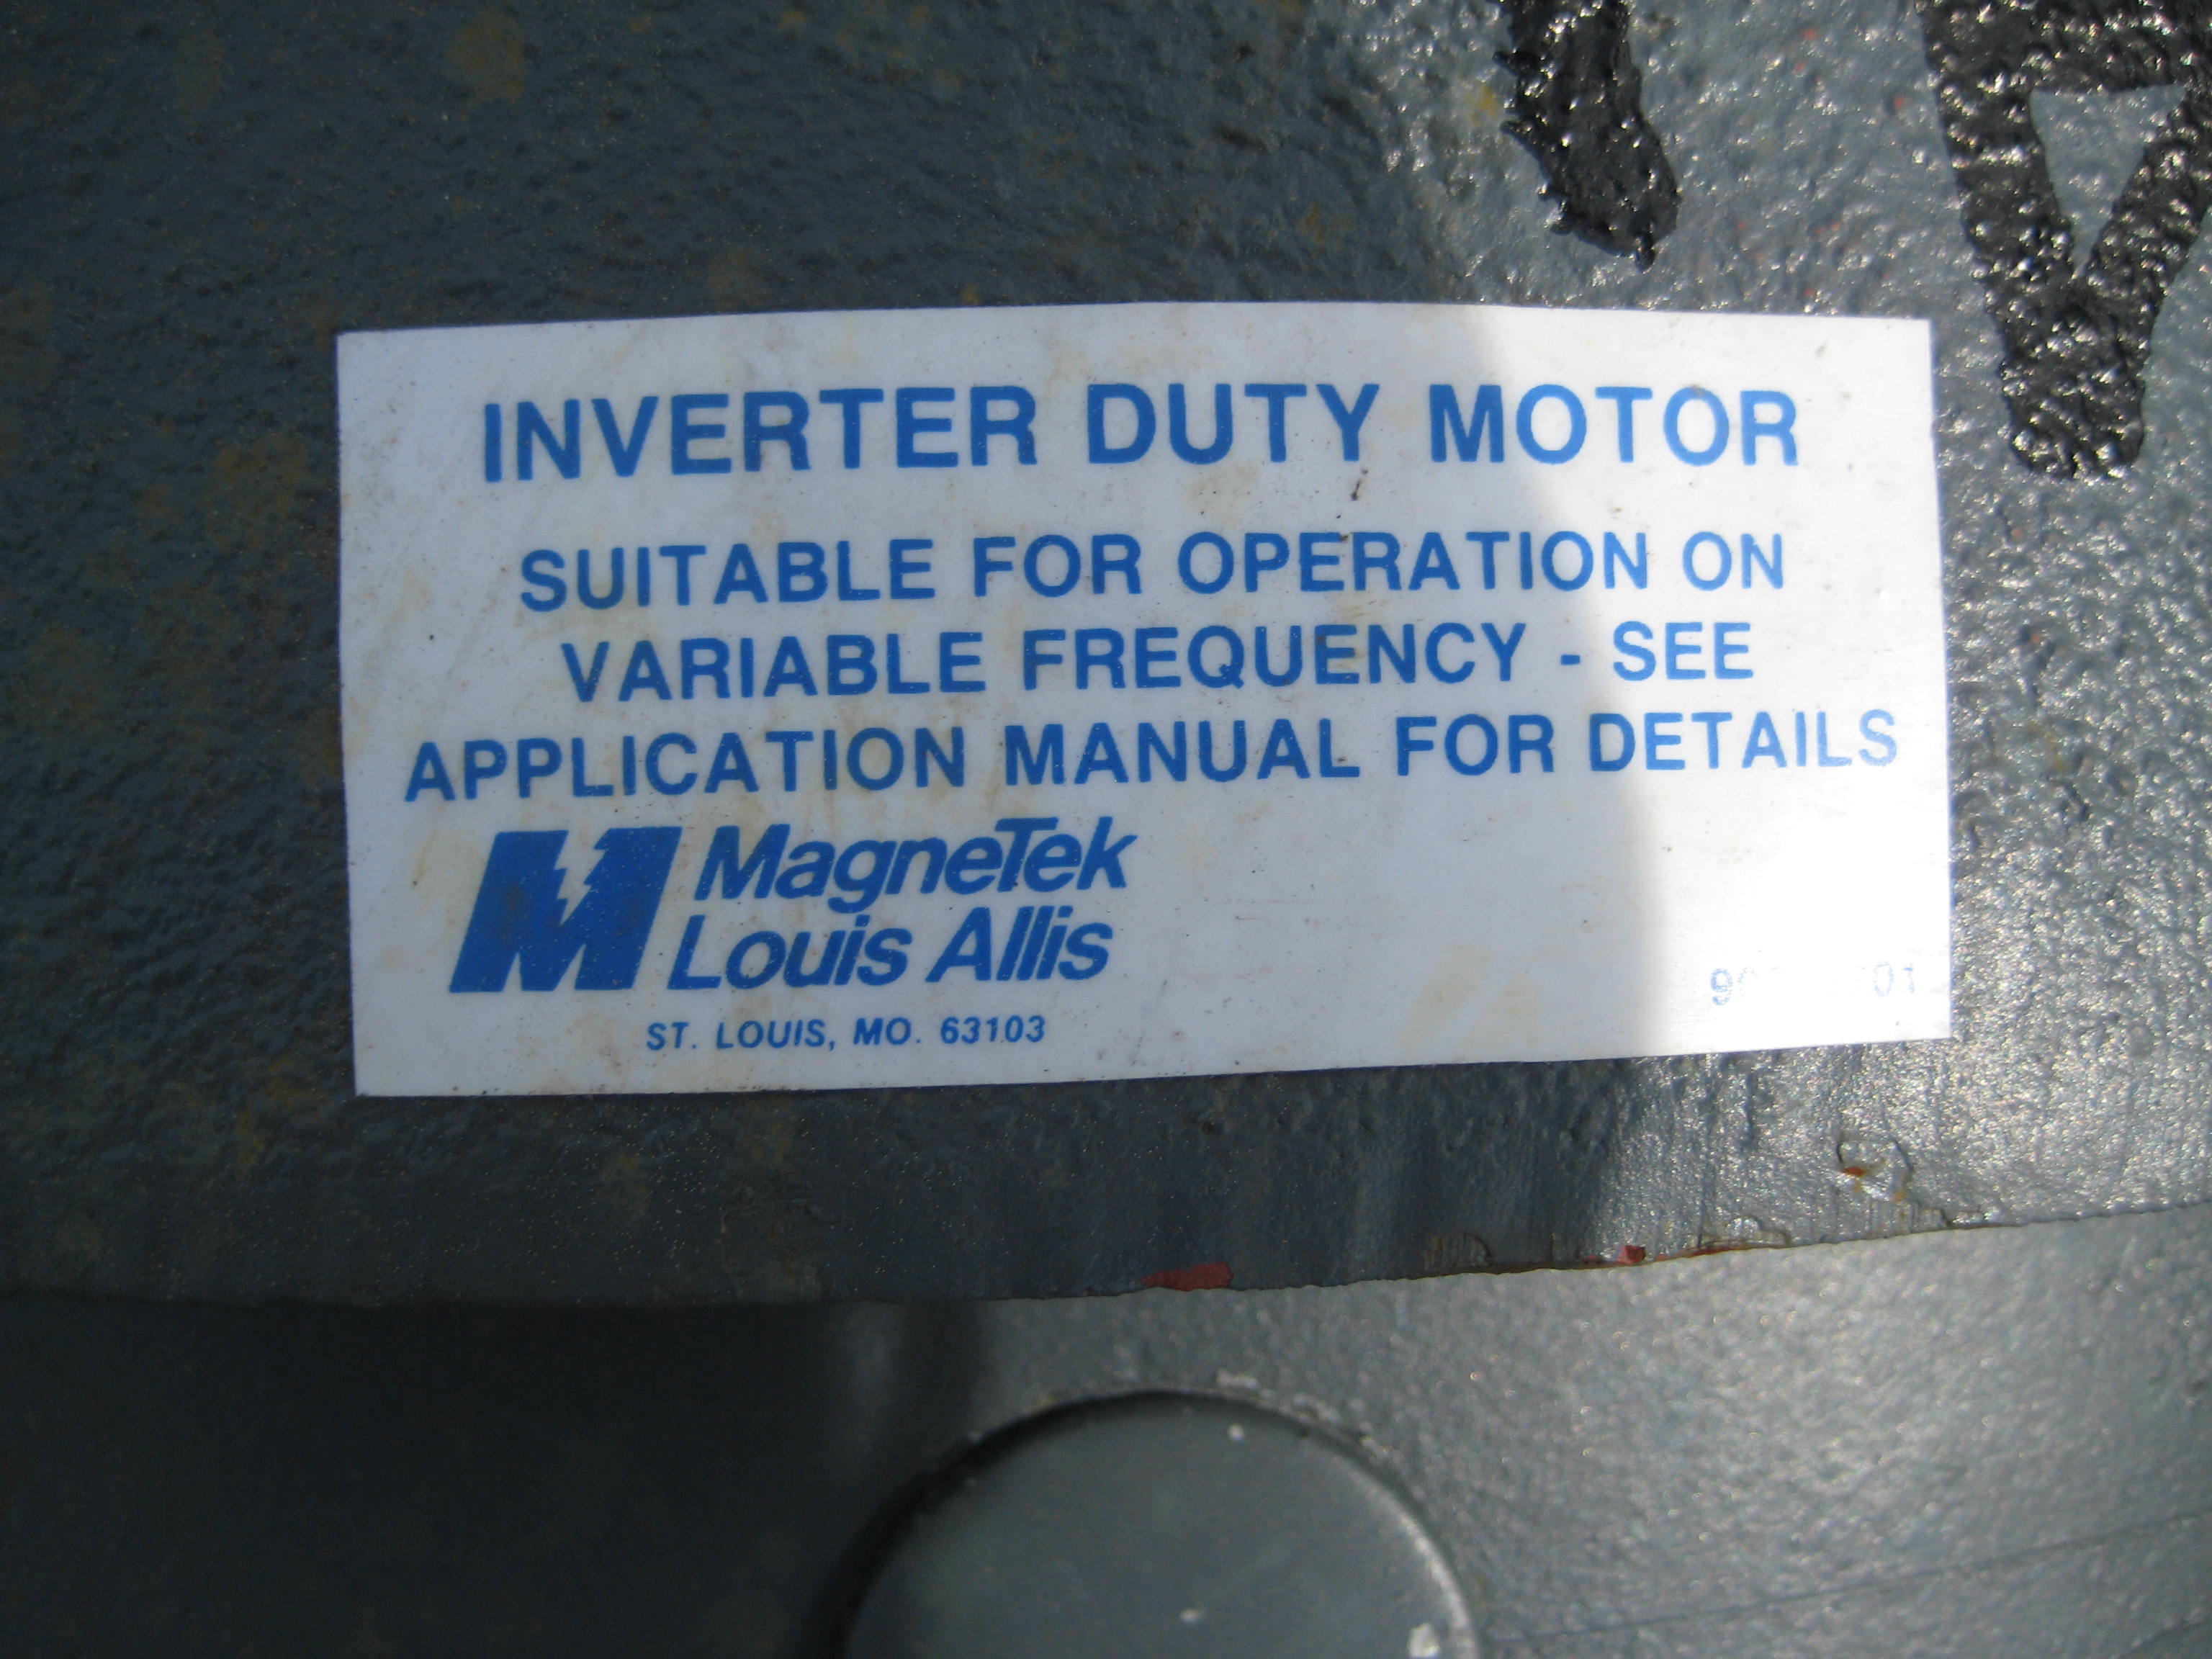 INVERTER DUTY MOTOR
SUITABLE FOR OPERATION ON
VARIABLE FREQUENCY - SEE
APPLICATION MANUAL FOR DETAILS
MagneTek
Louis Allis
ST. LOUIS, MO. 63103